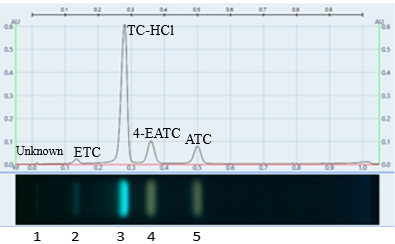 0.1 0.2 0.3 0.4 0.5 0.6 0.7 0.8 0.9
AU AU
0.6 0.6
TC-HCl
0.5 0.5
0.4 0.4
0.3 0.3
0.2 0.2
4-EATC
ATC
0.1 0.1
Unknown
ETC
0.0 0.0
0.0 0.1 0.2 0.3 0.4 0.5 0.6 0.7 0.8 0.9 1.0
1 2 3 4 5